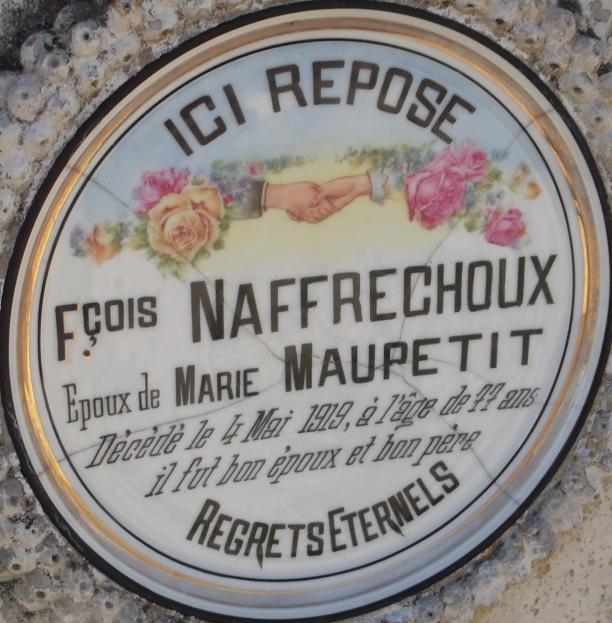 ICI REPOSE
Fçois NAFFRECHOUX
Epoux de MARIE MAUPETIT
Décédé le 4 Mai 1919, à l'âge de 77 ans
il fut bon époux et bon père
REGRETS ETERNELS